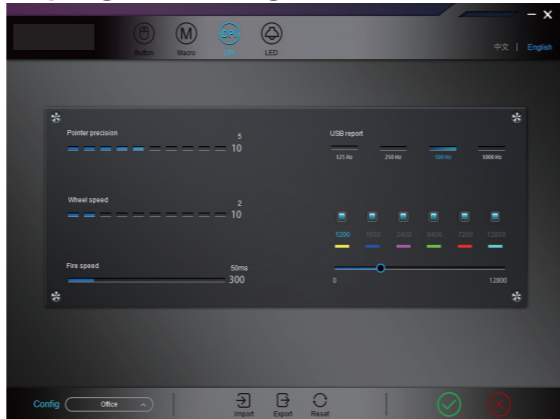 Button
M
Macro
DPI
LED
中文 | English
Pointer precision
5
10
USB report
125 Hz
250 Hz
500 Hz
1000 Hz
Wheel speed
2
10
1200
2400
6400
7200
12800
Fire speed
50ms
300
0
12800
Config
Office
Import
Export
Reset